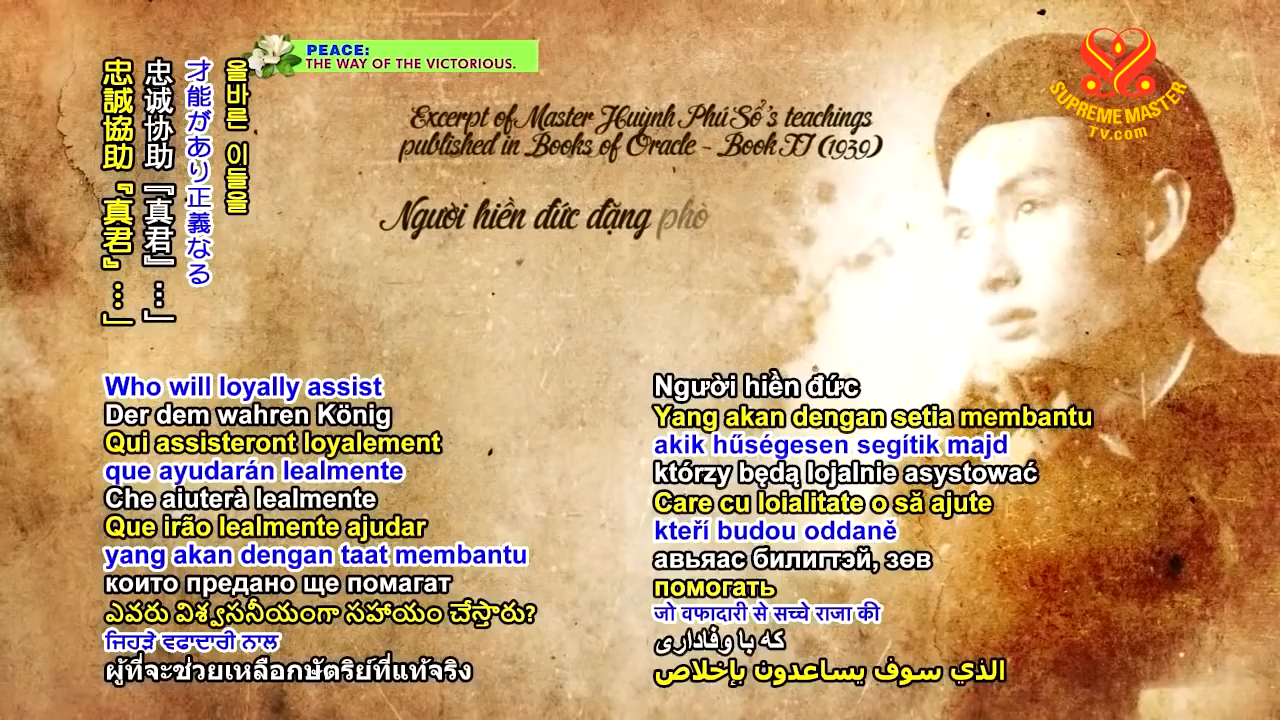 PEACE:
THE WAY OF THE VICTORIOUS.
SUPREME MASTER
Tv.com
Excerpt of Master Huỳnh Phú Sổ's teachings
published in Books of Oracle - Book II (1939)
Người hiền đức đặng phò
올바른 이들을
才能があり正義なる
忠诚协助『真君』…」
忠誠協助『真君』…」
Who will loyally assist
Der dem wahren König
Qui assisteront loyalement
que ayudarán lealmente
Che aiuterà lealmente
Que irão lealmente ajudar
yang akan dengan taat membantu
които предано ще помагат
ఎవరు విశ్వసనీయంగా సహాయం చేస్తారు?
ਜਿਹੜੇ ਵਫਾਦਾਰੀ ਨਾਲ
ผู้ที่จะช่วยเหลือกษัตริย์ที่แท้จริง
Người hiền đức
Yang akan dengan setia membantu
akik hűségesen segítik majd
którzy będą lojalnie asystować
Care cu loialitate o să ajute
kteří budou oddaně
авьяас билигтэй, зөв
помогать
जो वफादारी से सच्चे राजा की
که با وفاداری
الذي سوف يساعدون بإخلاص